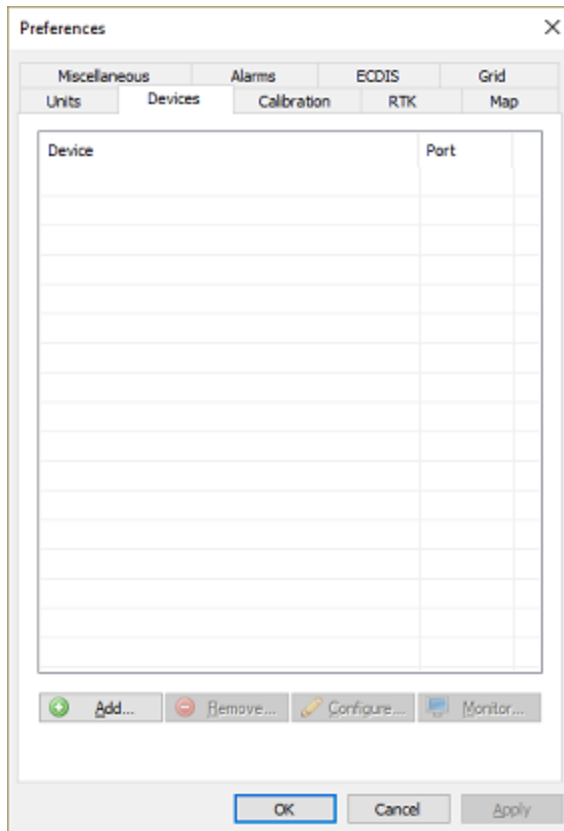 Preferences
Miscellaneous Alarms ECDIS Grid
Units Devices Calibration RTK Map
Device Port
Add... Remove... Configure... Monitor...
OK Cancel Apply